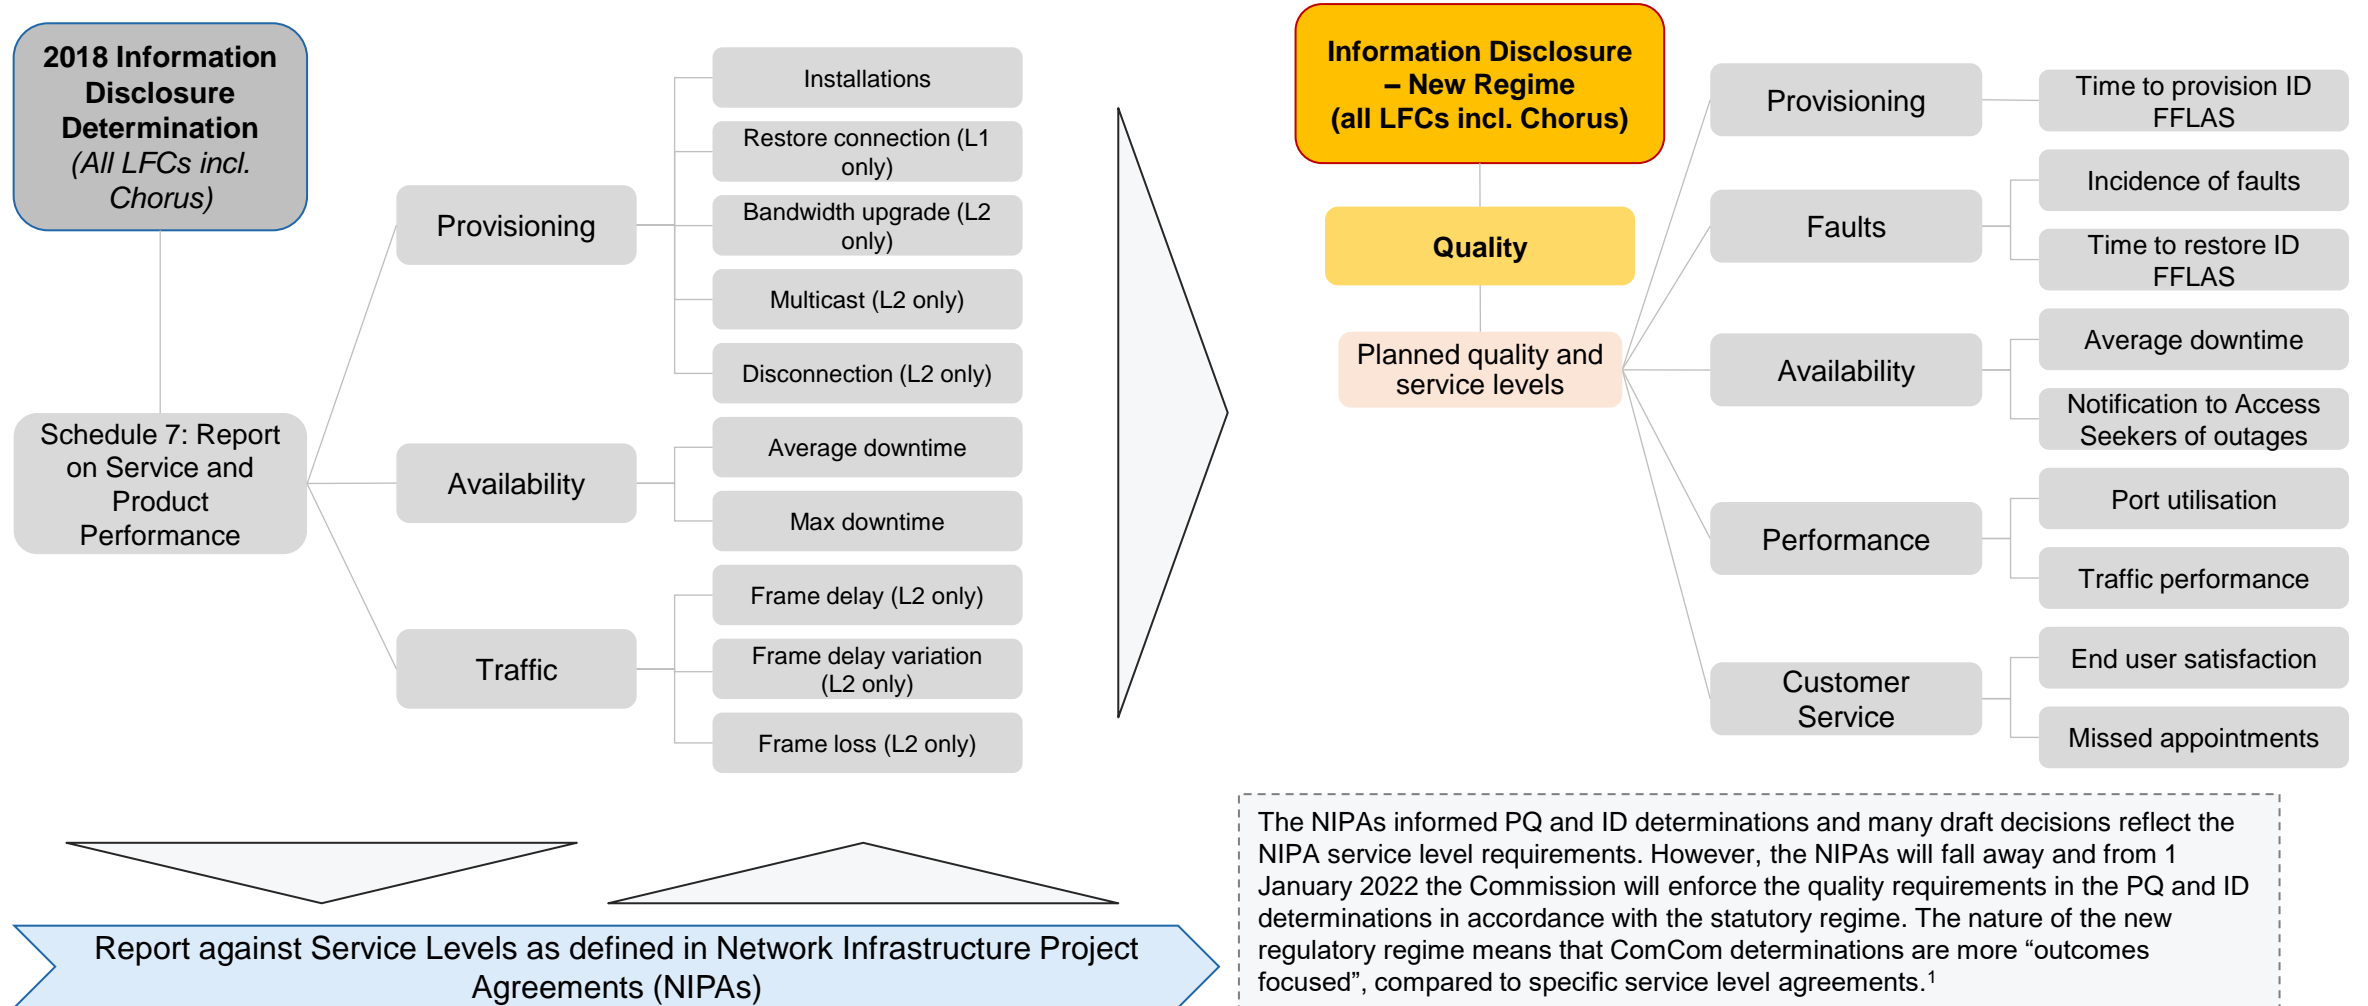 2018 Information
Disclosure
Determination
(All LFCs incl.
Chorus)
Schedule 7: Report
on Service and
Product
Performance
Provisioning
Installations
Restore connection (L1
only)
Bandwidth upgrade (L2
only)
Multicast (L2 only)
Disconnection (L2 only)
Availability
Average downtime
Max downtime
Traffic
Frame delay (L2 only)
Frame delay variation
(L2 only)
Frame loss (L2 only)
Report against Service Levels as defined in Network Infrastructure Project
Agreements (NIPAs)
Information Disclosure
– New Regime
(all LFCs incl. Chorus)
Quality
Planned quality and
service levels
Provisioning
Time to provision ID
FFLAS
Faults
Incidence of faults
Time to restore ID
FFLAS
Availability
Average downtime
Notification to Access
Seekers of outages
Performance
Port utilisation
Traffic performance
Customer
Service
End user satisfaction
Missed appointments
The NIPAs informed PQ and ID determinations and many draft decisions reflect the
NIPA service level requirements. However, the NIPAs will fall away and from 1
January 2022 the Commission will enforce the quality requirements in the PQ and ID
determinations in accordance with the statutory regime. The nature of the new
regulatory regime means that ComCom determinations are more “outcomes
focused”, compared to specific service level agreements.¹